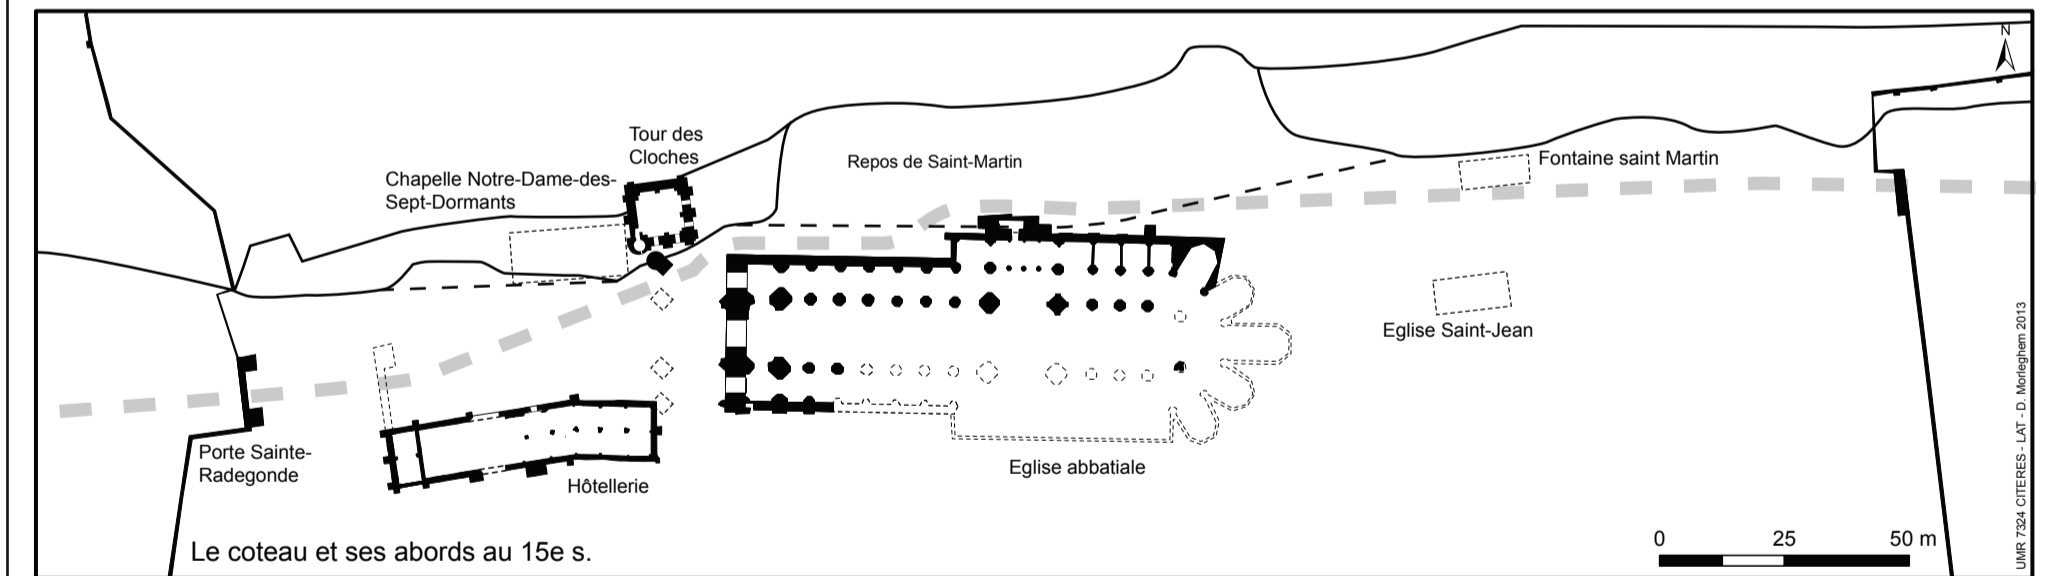 N
Tour des
Cloches
Repos de Saint-Martin
Fontaine saint Martin
Chapelle Notre-Dame-des-
Sept-Dormants
Eglise Saint-Jean
Porte Sainte-
Radegonde
Hôtellerie
Eglise abbatiale
Le coteau et ses abords au 15e s.
0 25 50 m
UMR 7324 CITERES - LAT - D. Morleghem 2013